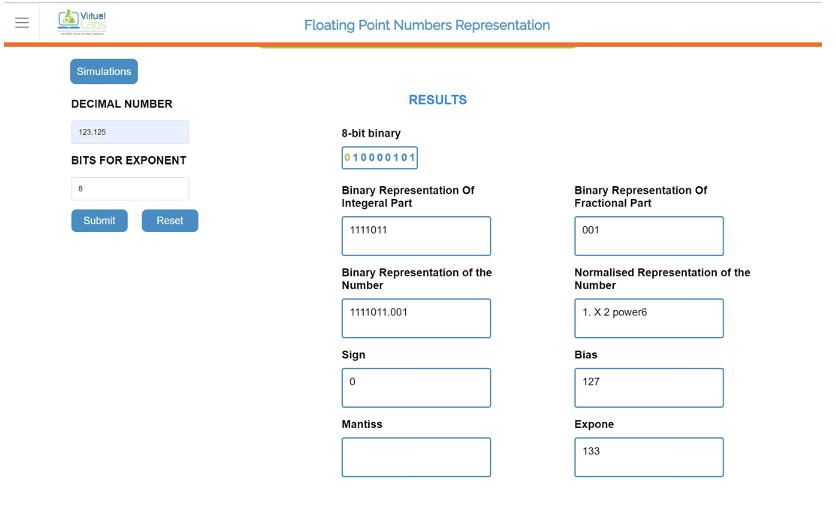 Virtual
Labs
Floating Point Numbers Representation
Simulations
DECIMAL NUMBER
123.125
BITS FOR EXPONENT
8
Submit Reset
RESULTS
8-bit binary
010000101
Binary Representation Of
Integeral Part
1111011
Binary Representation Of
Fractional Part
001
Binary Representation of the
Number
1111011.001
Normalised Representation of the
Number
1. X 2 power6
Sign
0
Bias
127
Mantiss
Expone
133